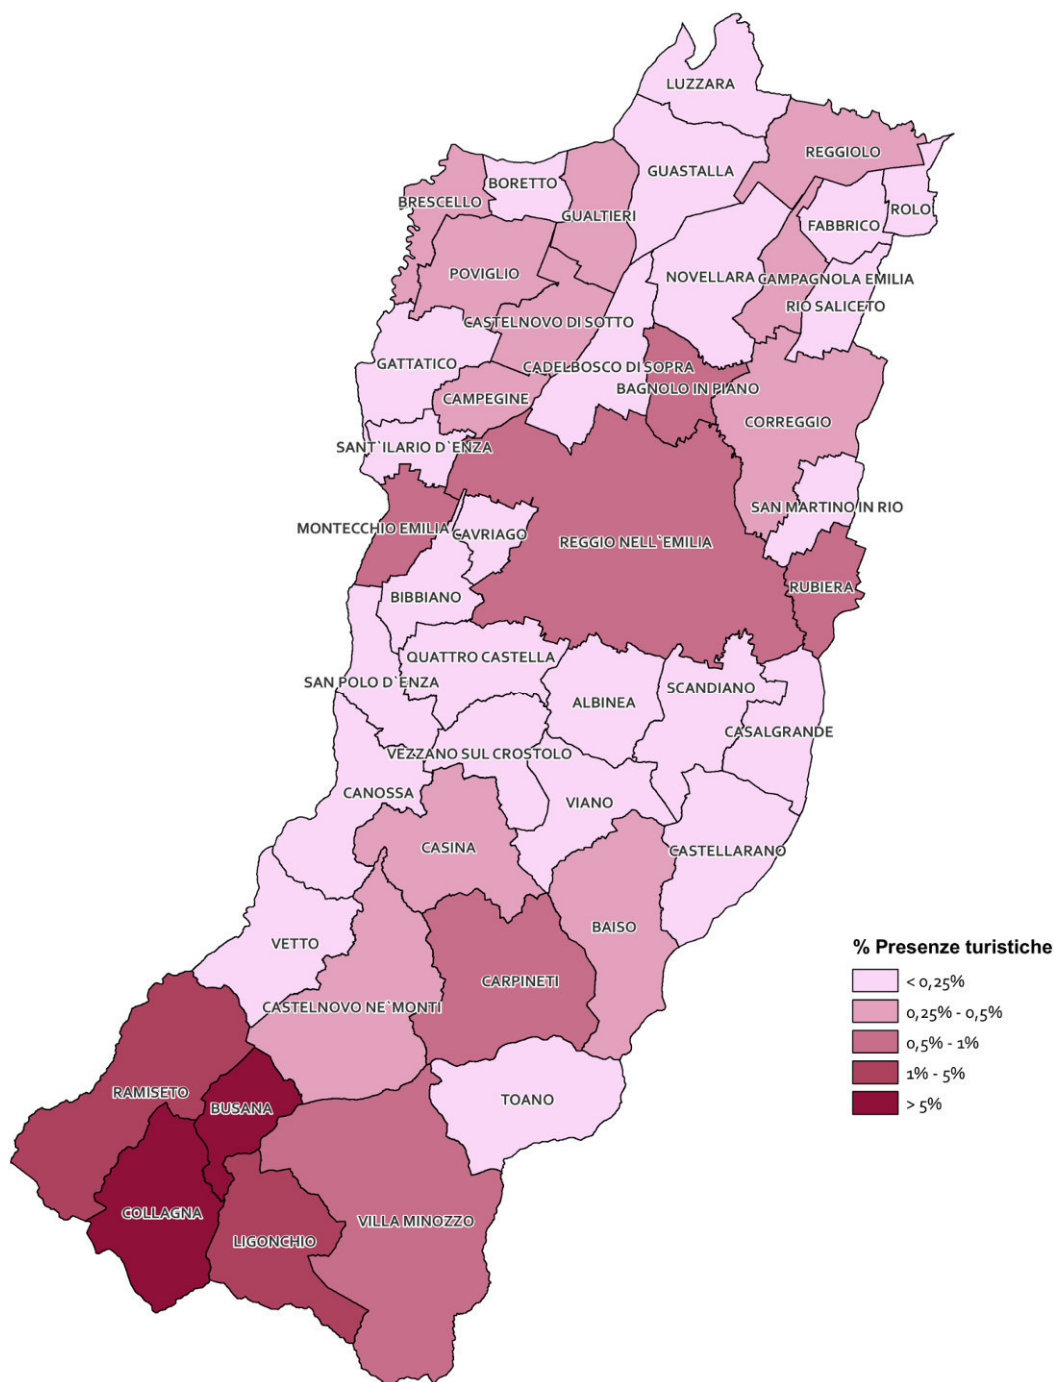 LUZZARA
REGGIOLO
GUASTALLA
BORETTO
BRESCELLO
GUALTIERI
ROLO
FABBRICO
POVIGLIO
NOVELLARA
CAMPAGNOLA EMILIA
RIO SALICETO
CASTELNOVO DI SOTTO
GATTATICO
CADELBOSCO DI SOPRA
BAGNOLO IN PIANO
CAMPEGINE
CORREGGIO
SANT`ILARIO D`ENZA
SAN MARTINO IN RIO
MONTECCHIO EMILIA
CAVRIAGO
REGGIO NELL`EMILIA
RUBIERA
BIBBIANO
QUATTRO CASTELLA
SAN POLO D`ENZA
SCANDIANO
ALBINEA
CASALGRANDE
VEZZANO SUL CROSTOLO
CANOSSA
VIANO
CASINA
CASTELLARANO
BAISO
VETTO
CARPINETI
CASTELNOVO NE`MONTI
RAMISETO
BUSANA
TOANO
COLLAGNA
VILLA MINOZZO
LIGONCHIO
% Presenze turistiche
< 0,25%
0,25% - 0,5%
0,5% - 1%
1% - 5%
> 5%